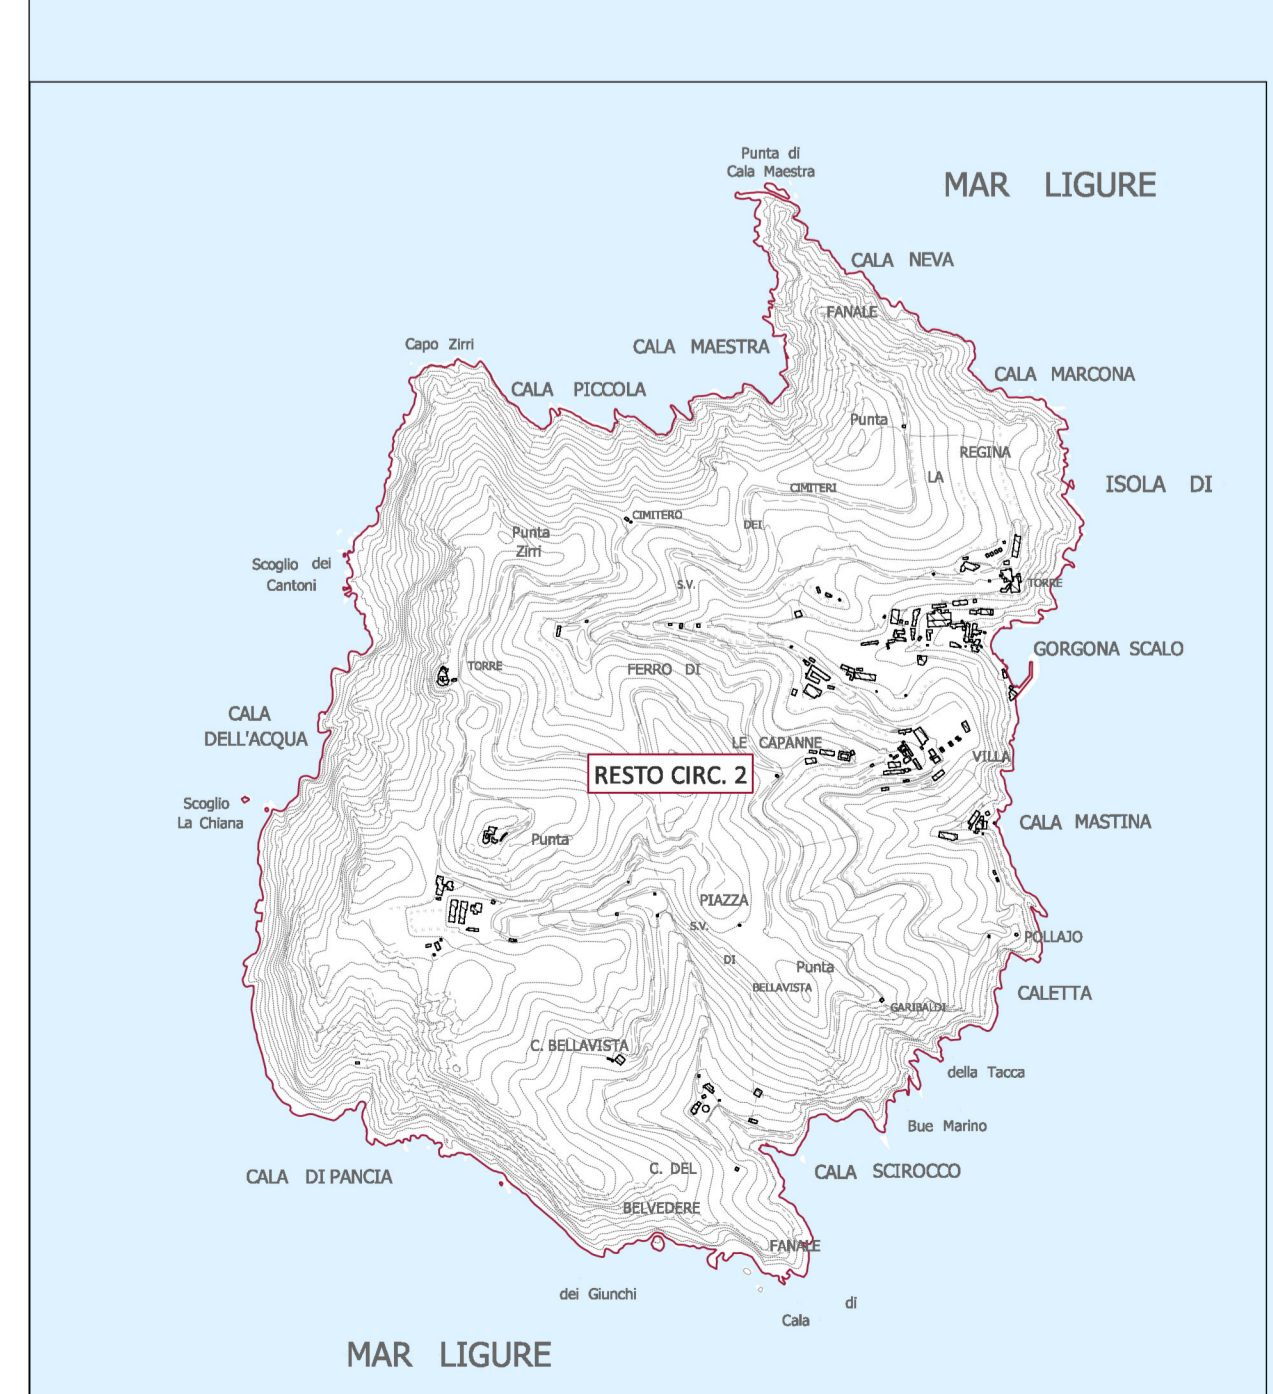 Punta di
Cala Maestra
MAR LIGURE
CALA NEVA
FANALE
Capo Zirri
CALA MAESTRA
CALA MARCONA
CALA PICCOLA
Punta
REGINA
LA
ISOLA DI
CIMITERI
CIMITERO
DEI
Punta
Zirri
Scoglio dei
Cantoni
S.V.
TORRE
GORGONA SCALO
TORRE
FERRO DI
CALA
DELL'ACQUA
LE CAPANNE
VILLA
RESTO CIRC. 2
Scoglio
La Chiana
CALA MASTINA
Punta
PIAZZA
S.V.
POLLAJO
DI
Punta
BELLAVISTA
CALETTA
GARIBALDI
C. BELLAVISTA
della Tacca
Bue Marino
CALA DI PANCIA
C. DEL
CALA SCIROCCO
BELVEDERE
FANALE
dei Giunchi
di
Cala
MAR LIGURE